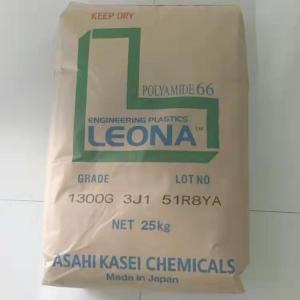 KEEP DRY
POLYAMIDE 66
ENGINEERING PLASTICS
LEONA™
GRADE LOT NO
1300G 3J1 51R8YA
NET 25kg
ASAHI KASEI CHEMICALS
Made in Japan